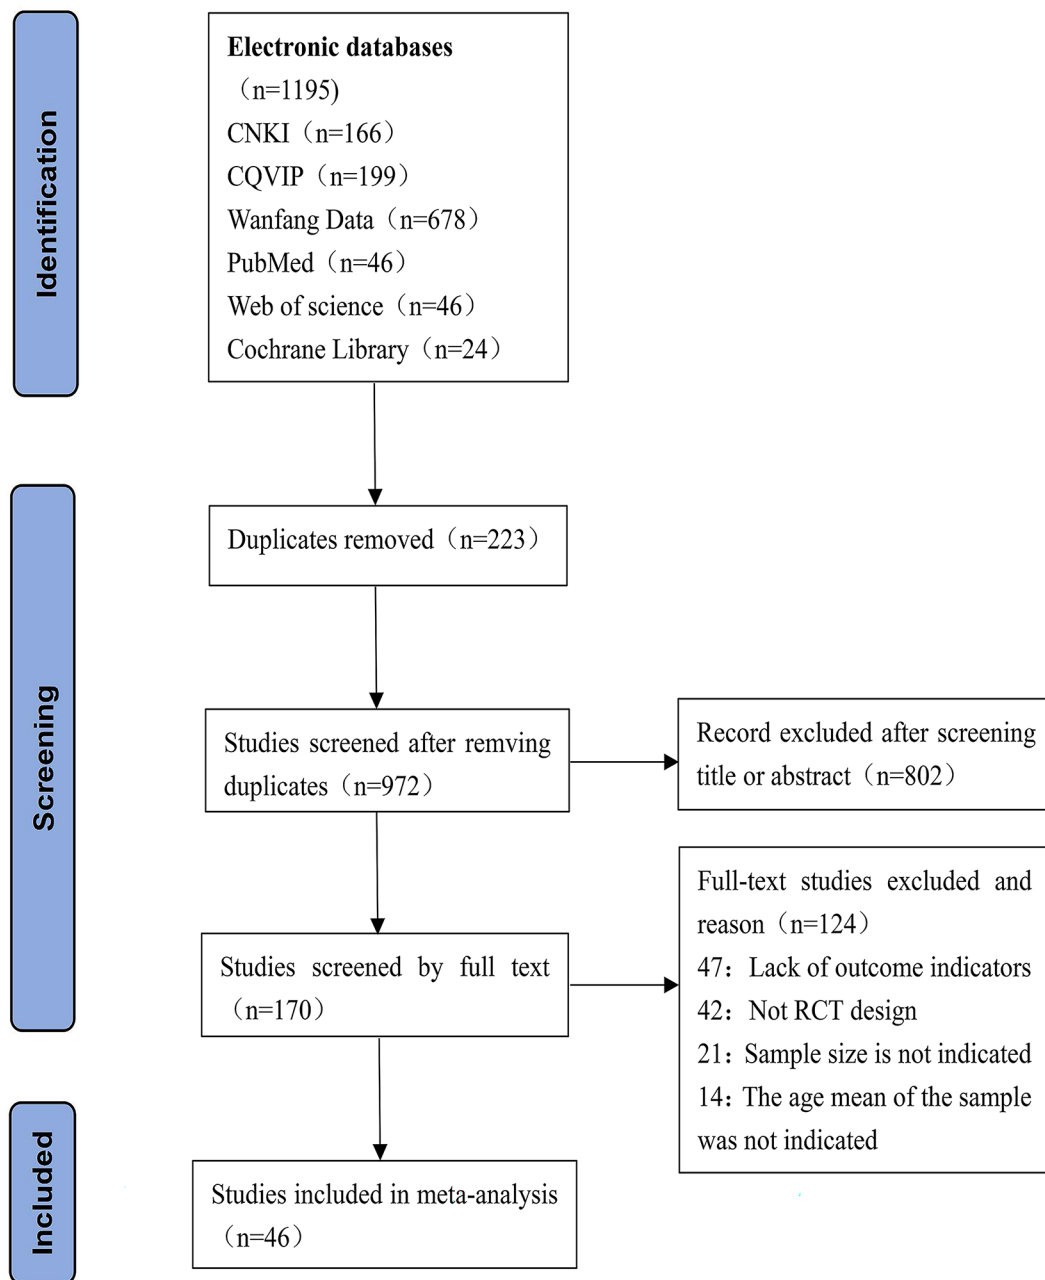 Identification
Electronic databases
（n=1195)
CNKI（n=166）
CQVIP（n=199）
Wanfang Data（n=678）
PubMed（n=46）
Web of science（n=46）
Cochrane Library（n=24）
Screening
Duplicates removed（n=223）
Studies screened after remving
duplicates（n=972）
Record excluded after screening
title or abstract（n=802）
Studies screened by full text
（n=170）
Full-text studies excluded and
reason（n=124）
47：Lack of outcome indicators
42：Not RCT design
21：Sample size is not indicated
14：The age mean of the sample
was not indicated
Included
Studies included in meta-analysis
（n=46）